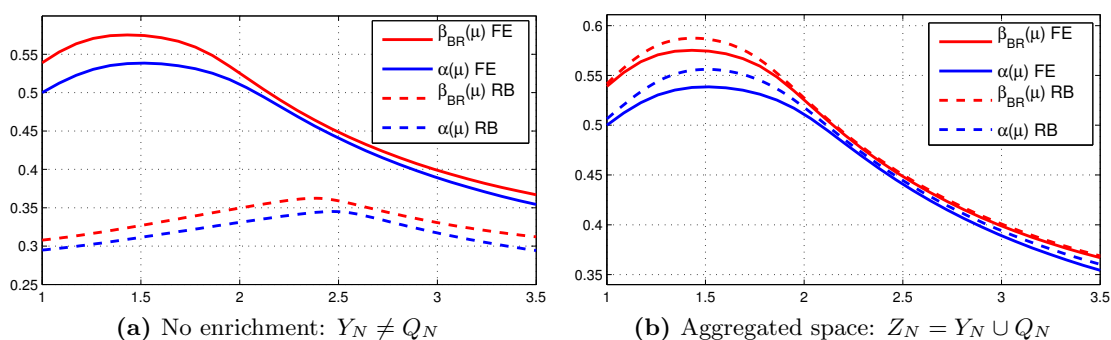 0.55
0.5
0.45
0.4
0.35
0.3
0.25
1 1.5 2 2.5 3 3.5
β_BR(μ) FE
α(μ) FE
β_BR(μ) RB
α(μ) RB
(a) No enrichment: Y_N ≠ Q_N
0.6
0.55
0.5
0.45
0.4
0.35
1 1.5 2 2.5 3 3.5
β_BR(μ) FE
α(μ) FE
β_BR(μ) RB
α(μ) RB
(b) Aggregated space: Z_N = Y_N ∪ Q_N